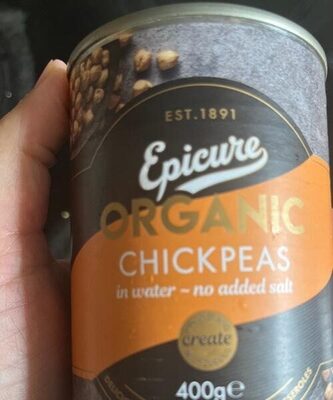 EST. 1891
Epicure
ORGANIC
CHICKPEAS
in water ~ no added salt
create
400g℮